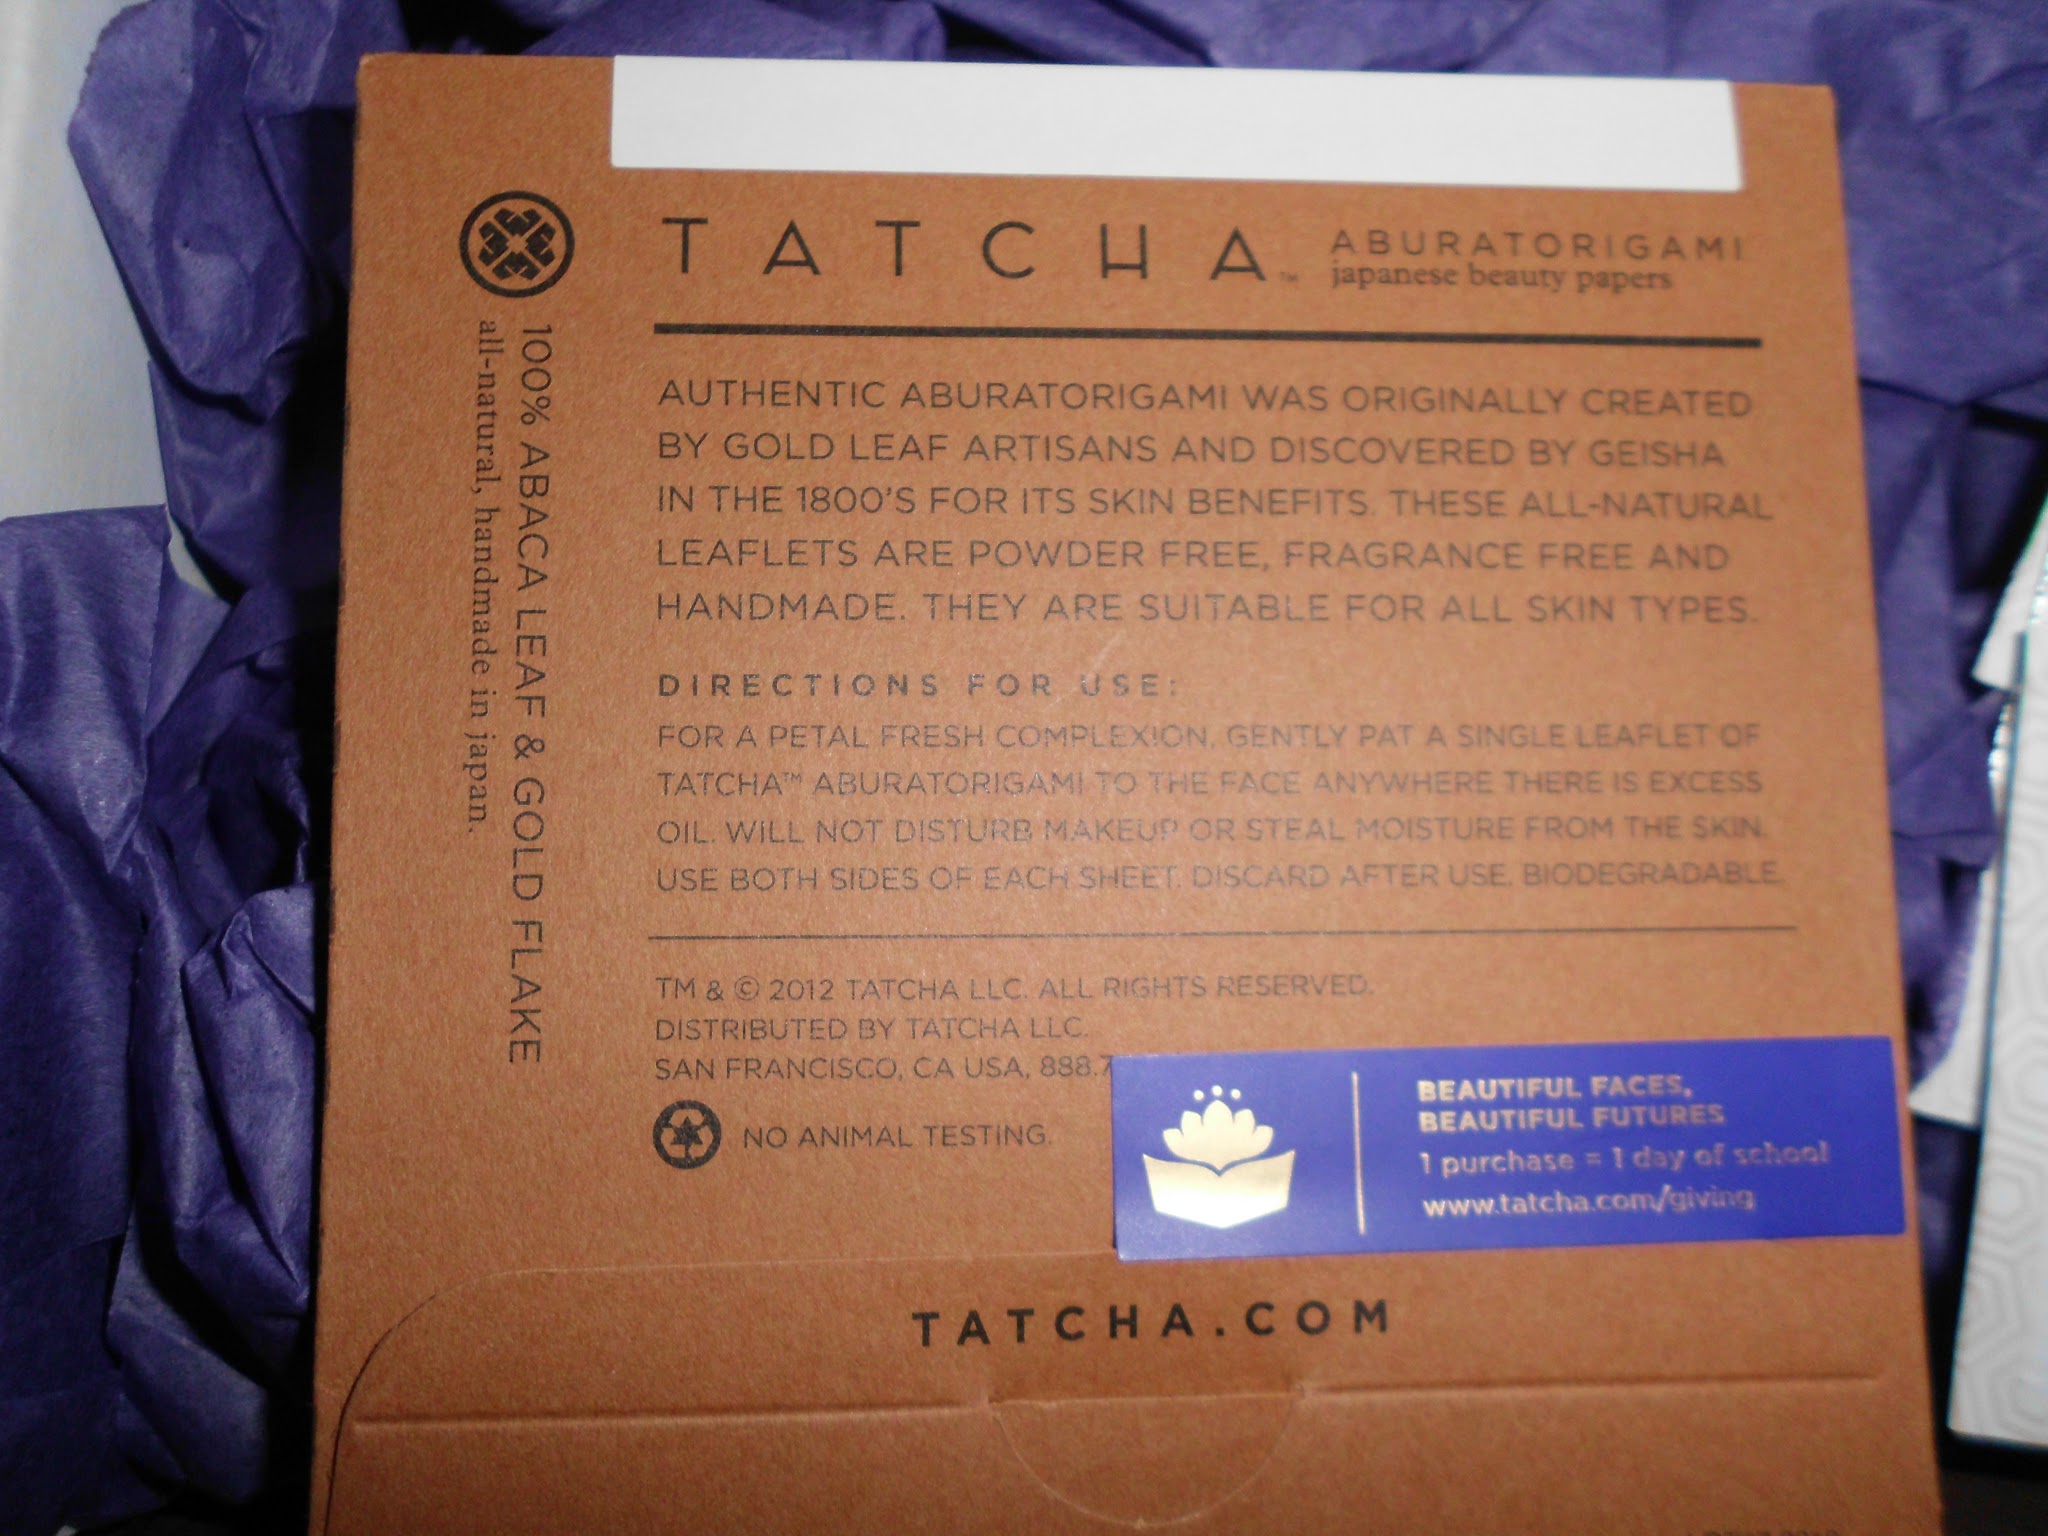 TATCHA™ ABURATORIGAMI
japanese beauty papers
100% ABACA LEAF & GOLD FLAKE
all-natural, handmade in japan.
AUTHENTIC ABURATORIGAMI WAS ORIGINALLY CREATED
BY GOLD LEAF ARTISANS AND DISCOVERED BY GEISHA
IN THE 1800'S FOR ITS SKIN BENEFITS. THESE ALL-NATURAL
LEAFLETS ARE POWDER FREE, FRAGRANCE FREE AND
HANDMADE. THEY ARE SUITABLE FOR ALL SKIN TYPES.
DIRECTIONS FOR USE:
FOR A PETAL FRESH COMPLEXION, GENTLY PAT A SINGLE LEAFLET OF
TATCHA™ ABURATORIGAMI TO THE FACE ANYWHERE THERE IS EXCESS
OIL. WILL NOT DISTURB MAKEUP OR STEAL MOISTURE FROM THE SKIN.
USE BOTH SIDES OF EACH SHEET. DISCARD AFTER USE. BIODEGRADABLE.
TM & © 2012 TATCHA LLC. ALL RIGHTS RESERVED.
DISTRIBUTED BY TATCHA LLC.
SAN FRANCISCO, CA USA, 888.7
NO ANIMAL TESTING.
BEAUTIFUL FACES,
BEAUTIFUL FUTURES
1 purchase = 1 day of school
www.tatcha.com/giving
TATCHA.COM